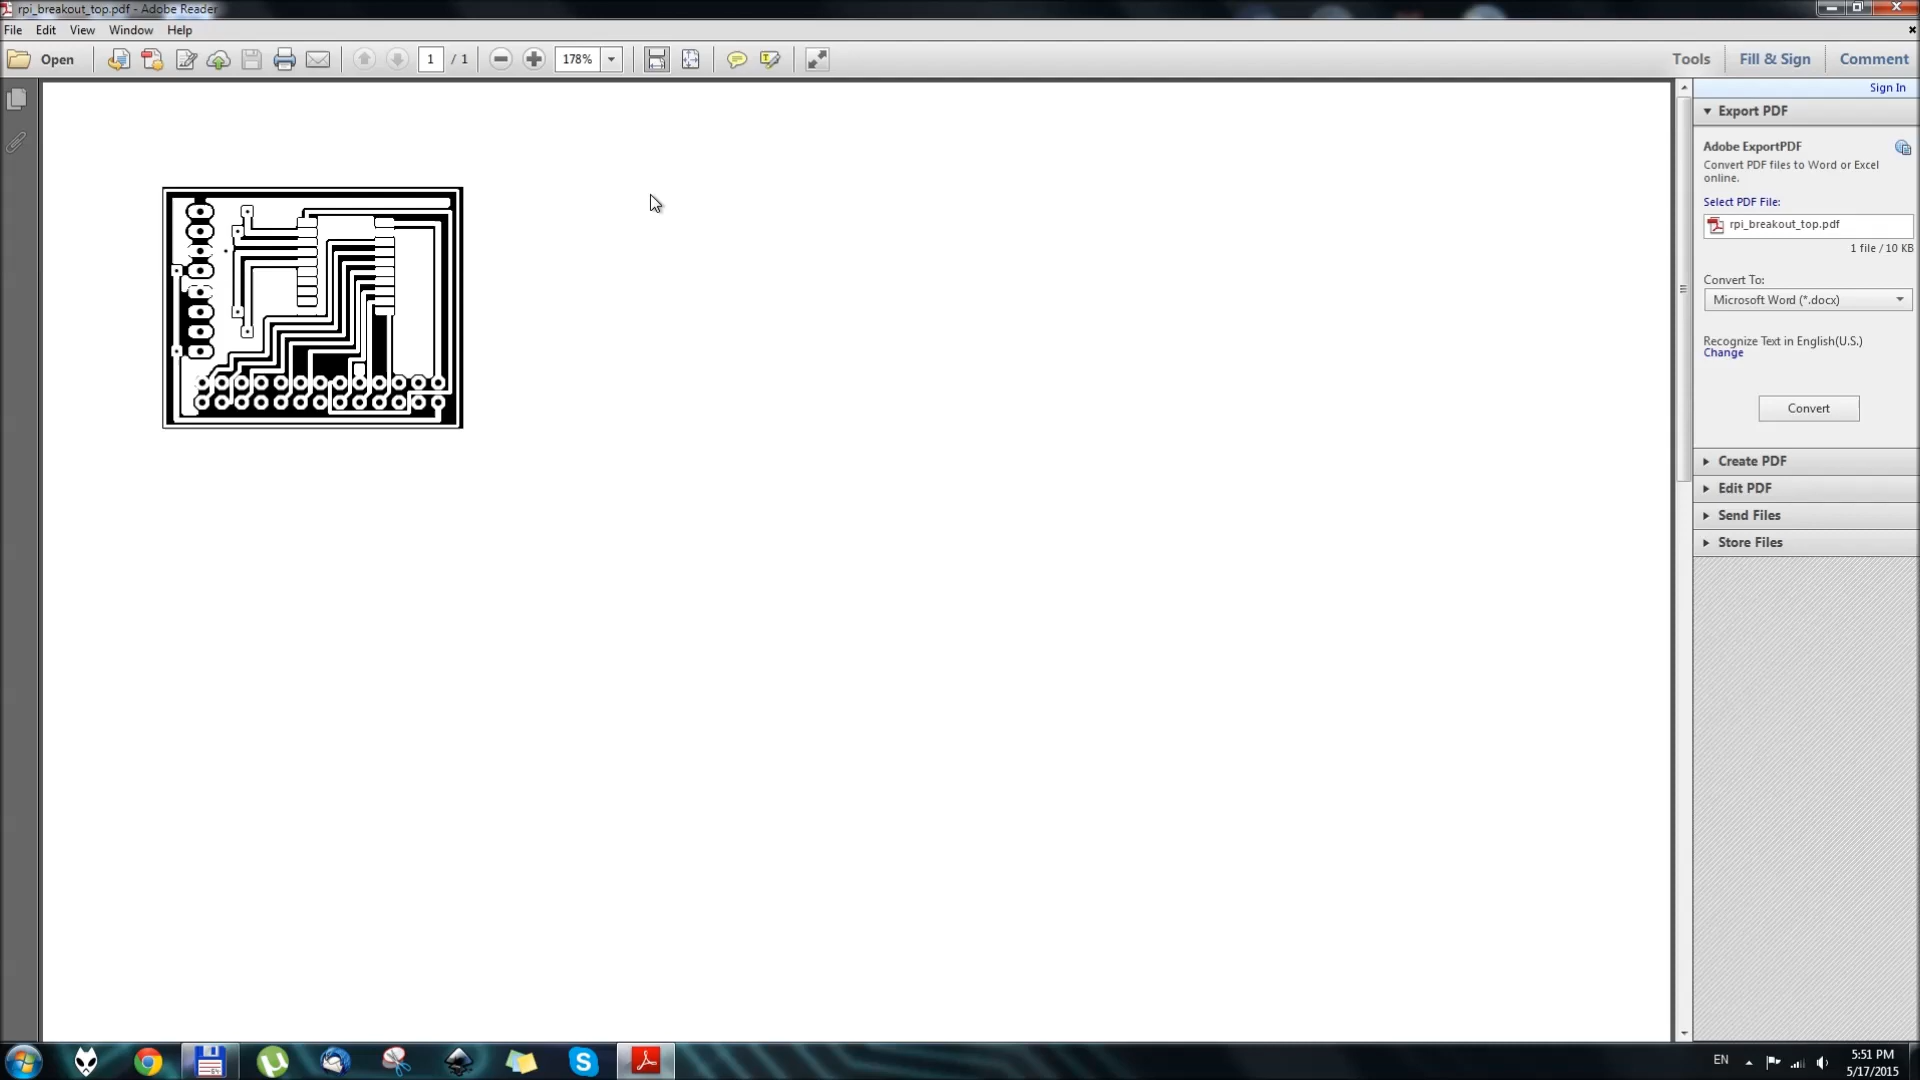 rpi_breakout_top.pdf - Adobe Reader
File Edit View Window Help
Open 1 / 1 178% Tools Fill & Sign Comment
Sign In
Export PDF
Adobe ExportPDF
Convert PDF files to Word or Excel
online.
Select PDF File:
rpi_breakout_top.pdf
1 file / 10 KB
Convert To:
Microsoft Word (*.docx)
Recognize Text in English(U.S.)
Change
Convert
Create PDF
Edit PDF
Send Files
Store Files
EN
5:51 PM
5/17/2015